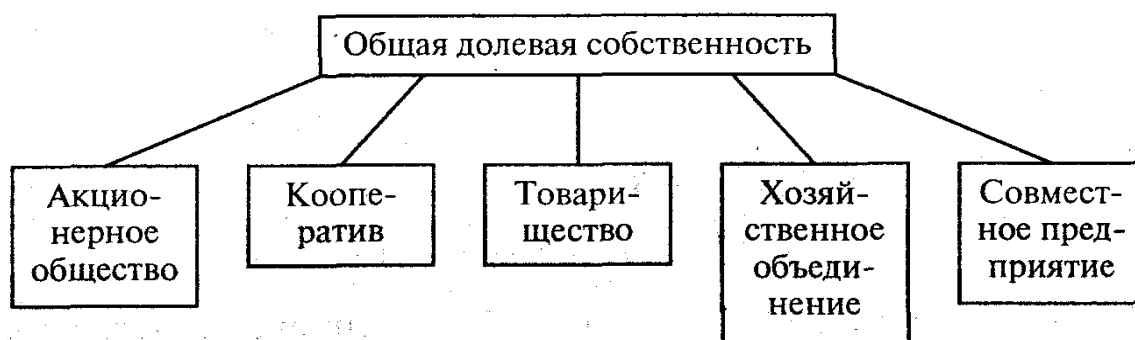 Общая долевая собственность
Акцио-
нерное
общество
Коопе-
ратив
Товари-
щество
Хозяй-
ственное
объеди-
нение
Совмест-
ное пред-
приятие